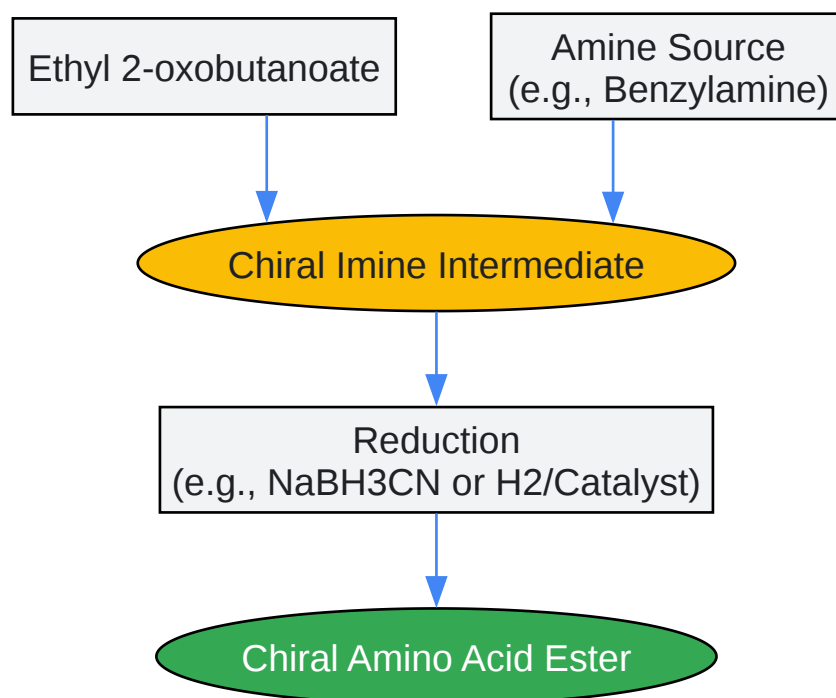 Ethyl 2-oxobutanoate
Amine Source
(e.g., Benzylamine)
Chiral Imine Intermediate
Reduction
(e.g., NaBH3CN or H2/Catalyst)
Chiral Amino Acid Ester